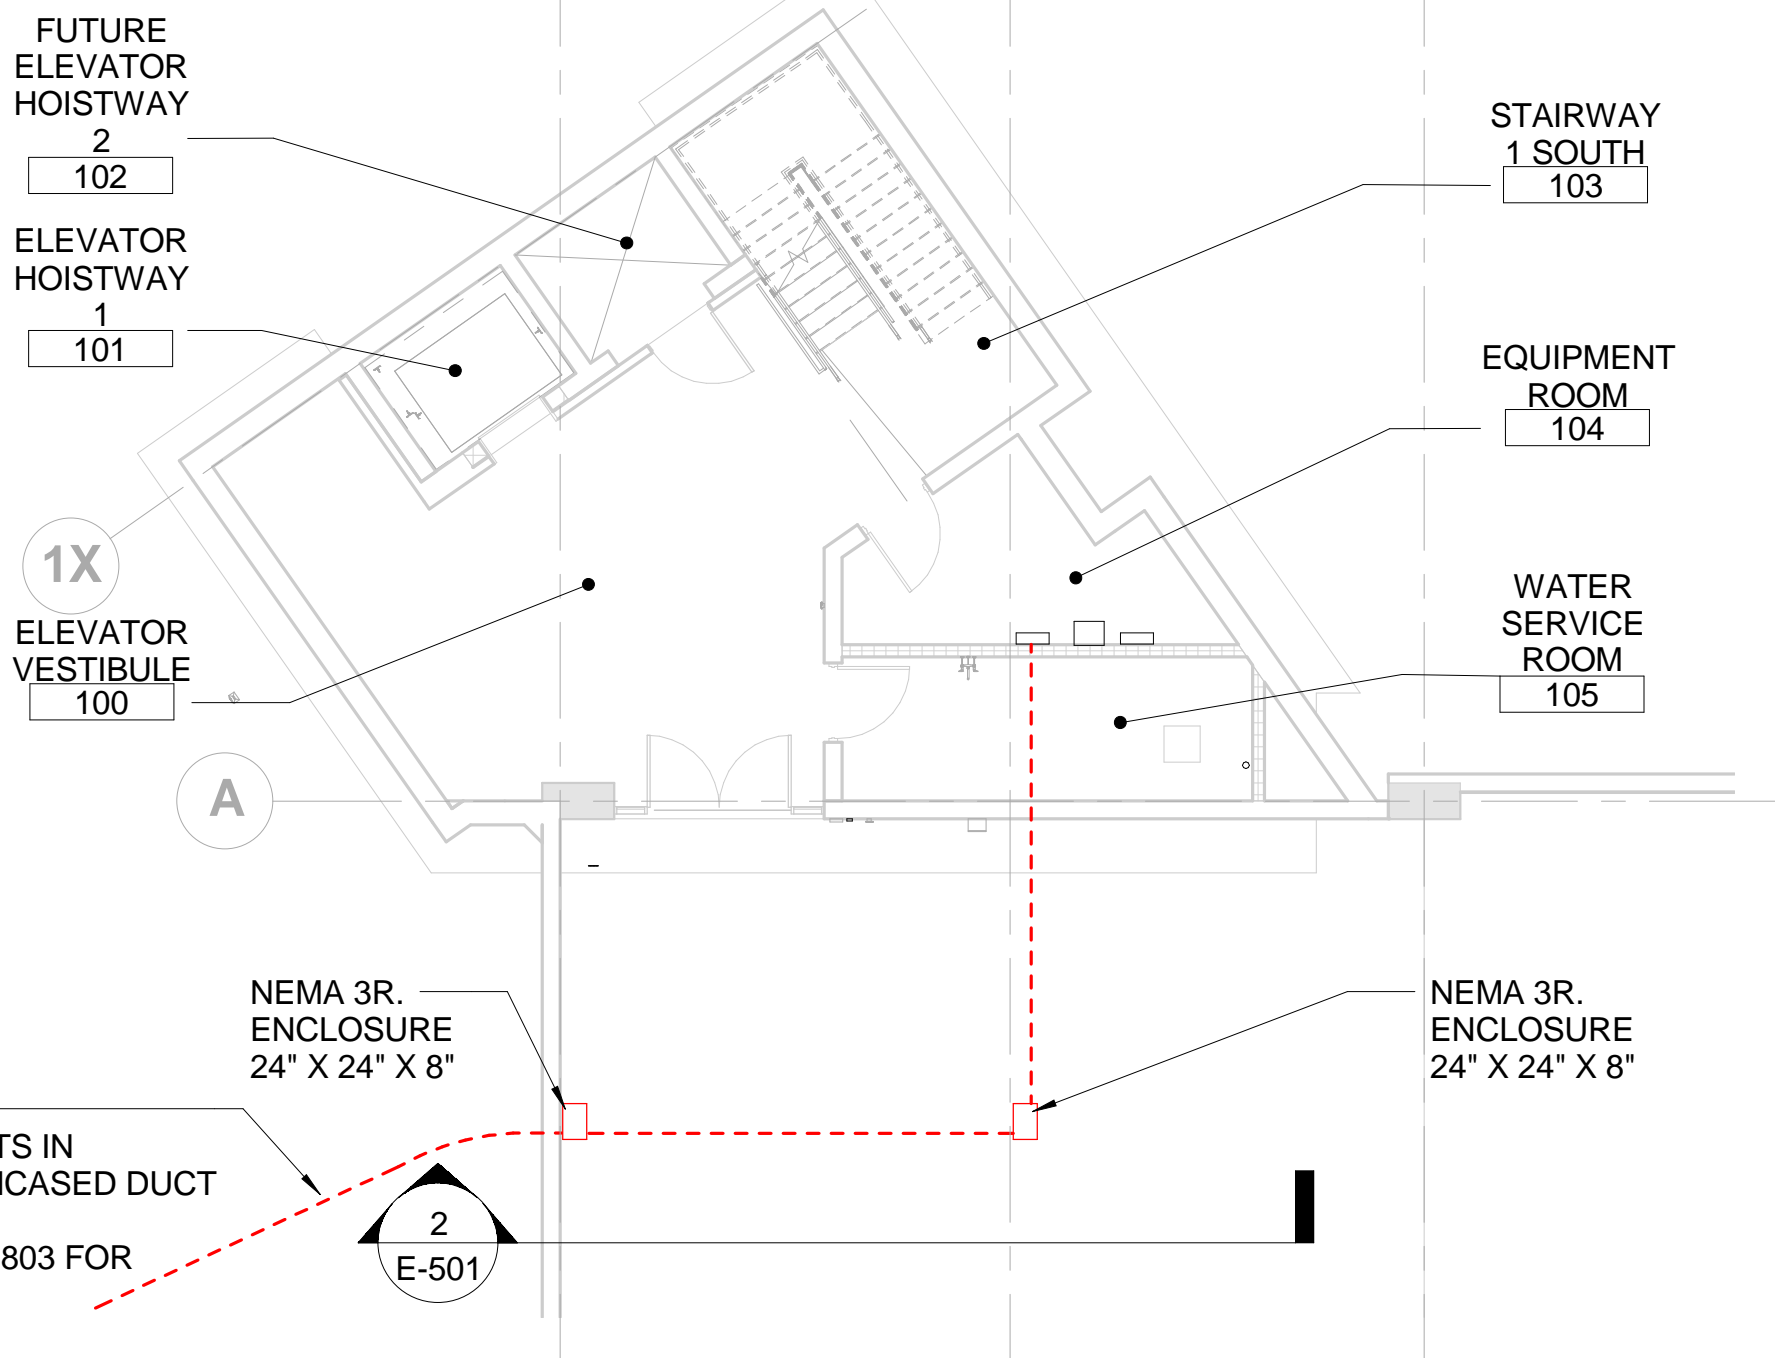 FUTURE
ELEVATOR
HOISTWAY
2
102
ELEVATOR
HOISTWAY
1
101
1X
ELEVATOR
VESTIBULE
100
A
STAIRWAY
1 SOUTH
103
EQUIPMENT
ROOM
104
WATER
SERVICE
ROOM
105
NEMA 3R.
ENCLOSURE
24" X 24" X 8"
NEMA 3R.
ENCLOSURE
24" X 24" X 8"
TS IN
NCASED DUCT
803 FOR
2
E-501